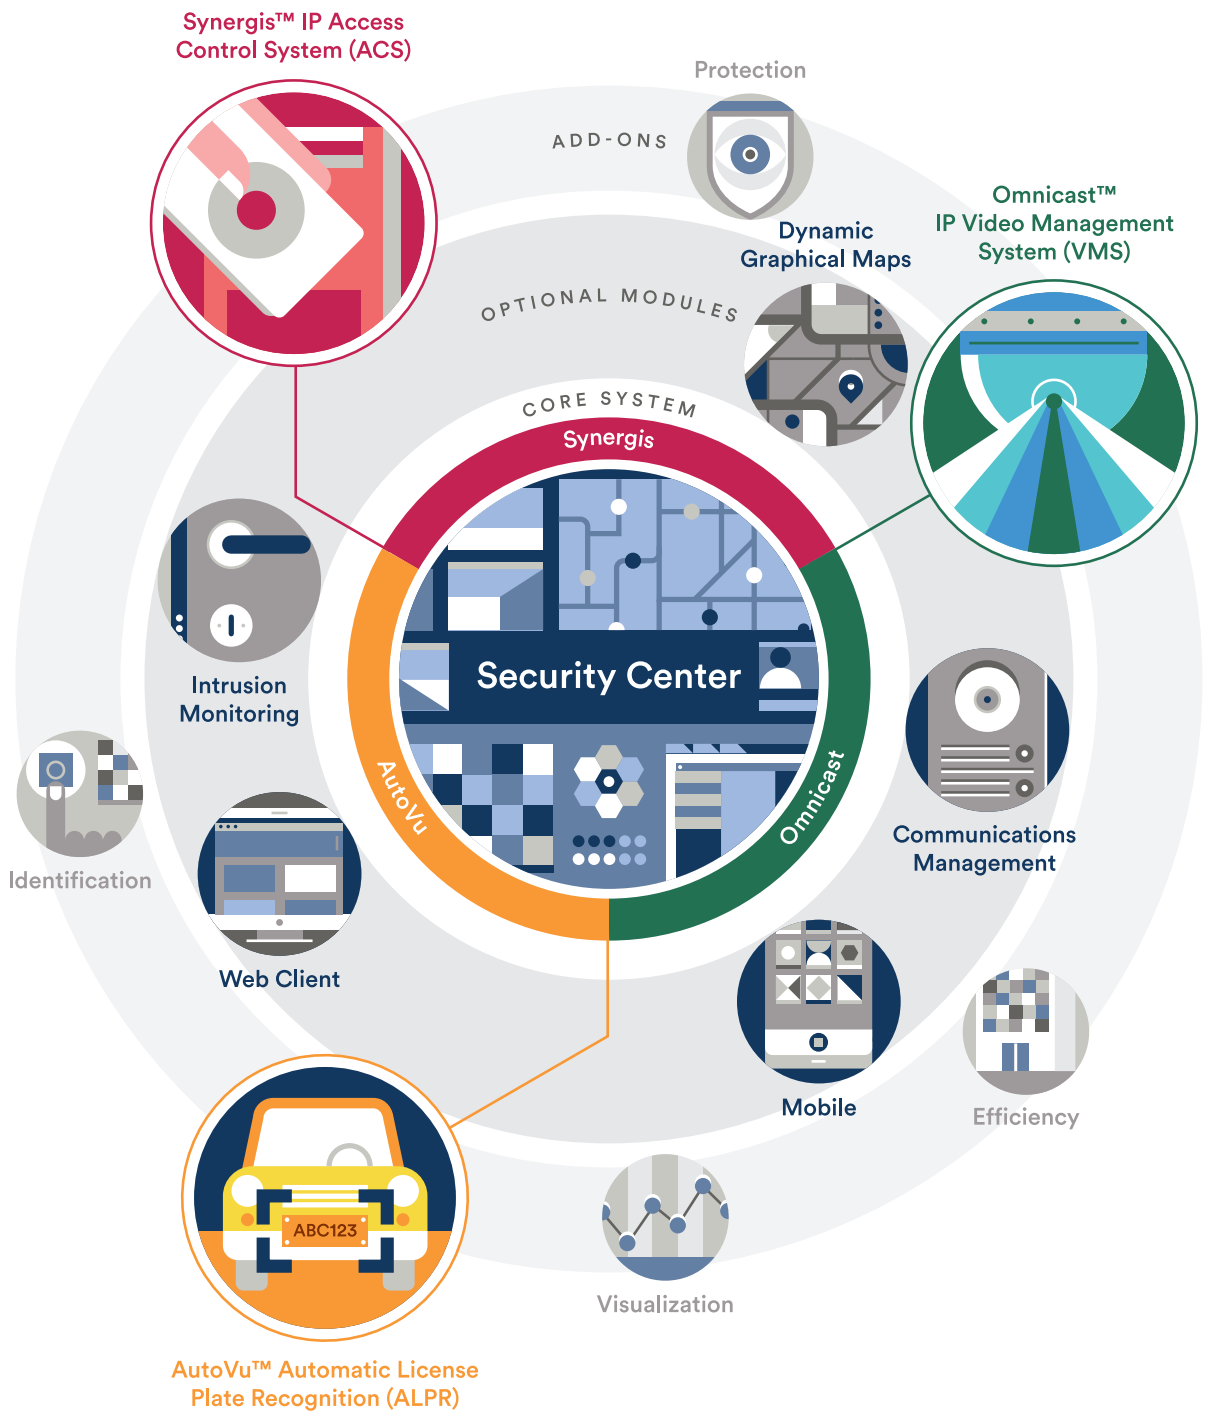 Synergis™ IP Access
Control System (ACS)
Protection
ADD-ONS
Omnicast™
IP Video Management
System (VMS)
Dynamic
Graphical Maps
OPTIONAL MODULES
CORE SYSTEM
Synergis
Security Center
Intrusion
Monitoring
AutoVu
Omnicast
Communications
Management
Identification
Web Client
Mobile
Efficiency
ABC123
Visualization
AutoVu™ Automatic License
Plate Recognition (ALPR)